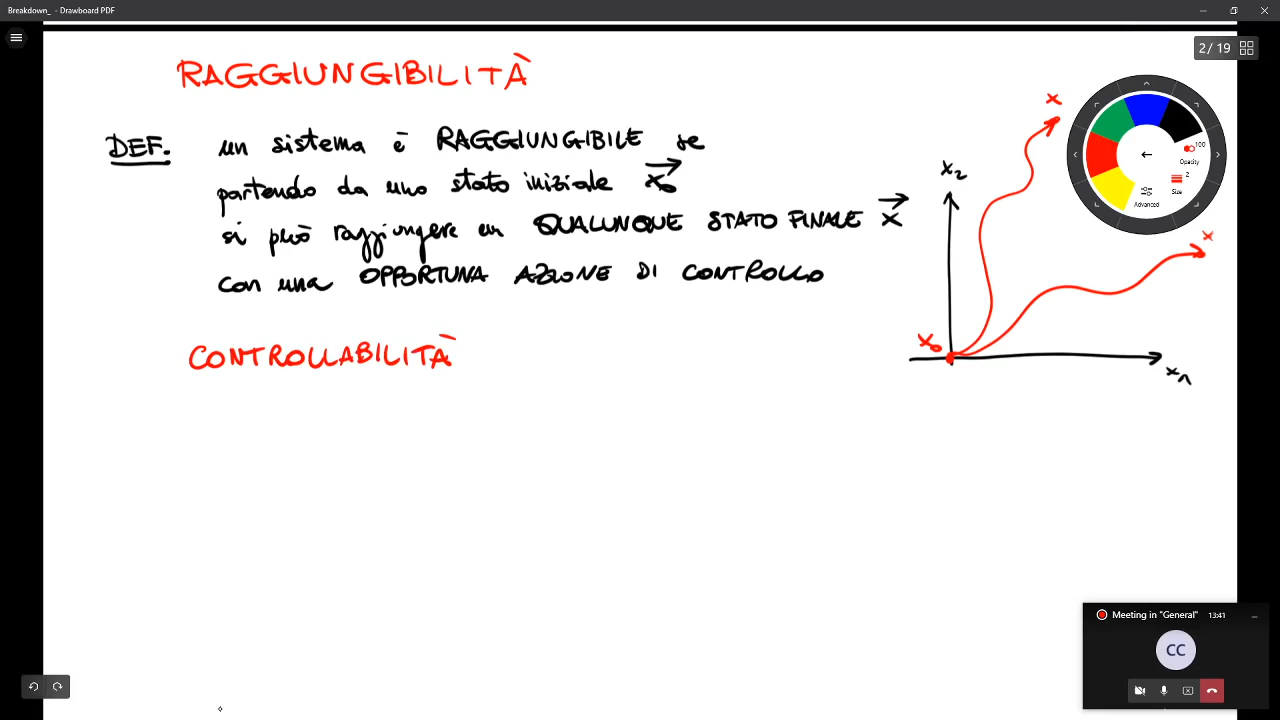 Breakdown_ - Drawboard PDF
2 / 19
RAGGIUNGIBILITÀ
DEF. un sistema è RAGGIUNGIBILE se
partendo da uno stato iniziale x₀
si può raggiungere un QUALUNQUE STATO FINALE x
con una OPPORTUNA AZIONE DI CONTROLLO
CONTROLLABILITÀ
x
x₂
x
x₀
x₁
100
Opacity
2
Size
Advanced
Meeting in "General" 13:41
CC